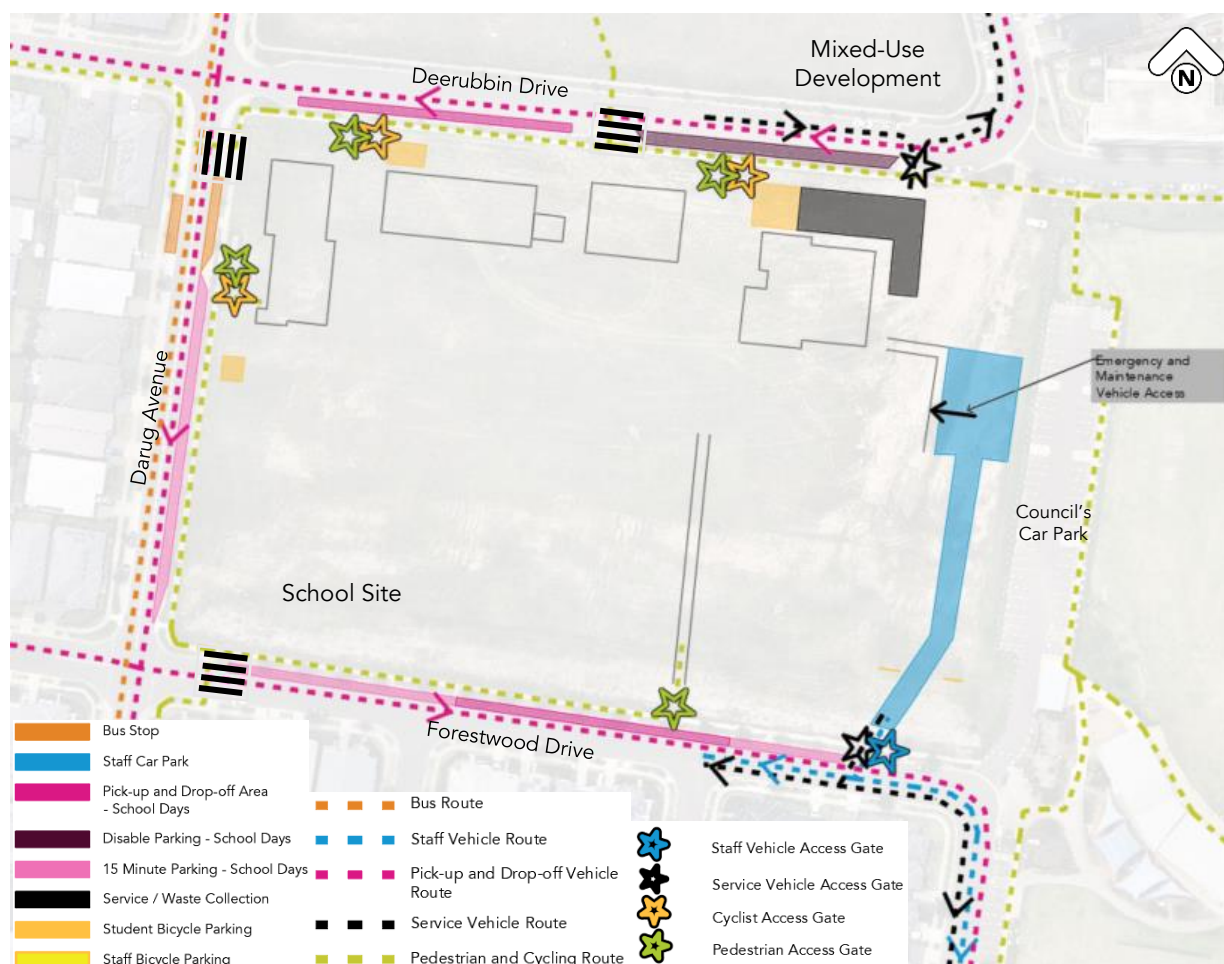 Mixed-Use
Development
N
Deerubbin Drive
Emergency and
Maintenance
Vehicle Access
Darug Avenue
Council's
Car Park
School Site
Forestwood Drive
Bus Stop
Staff Car Park
Pick-up and Drop-off Area
- School Days
Disable Parking - School Days
15 Minute Parking - School Days
Service / Waste Collection
Student Bicycle Parking
Staff Bicycle Parking
Bus Route
Staff Vehicle Route
Pick-up and Drop-off Vehicle
Route
Service Vehicle Route
Pedestrian and Cycling Route
Staff Vehicle Access Gate
Service Vehicle Access Gate
Cyclist Access Gate
Pedestrian Access Gate